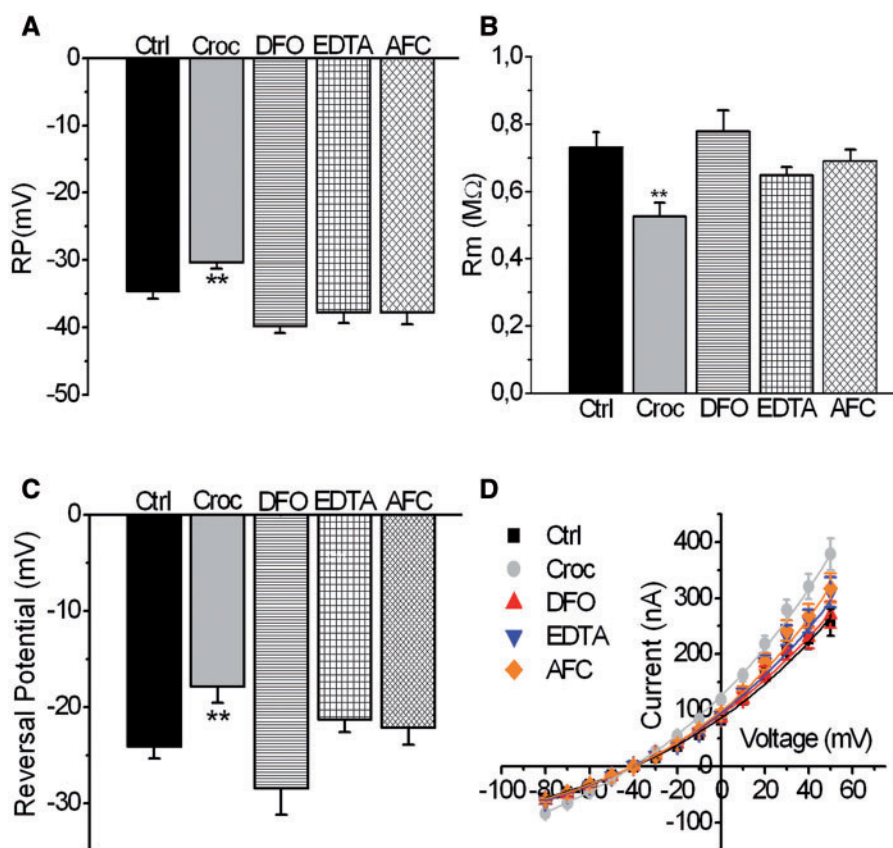 A
Ctrl Croc DFO EDTA AFC
0
-10
-20
-30
-40
-50
RP(mV)
**
B
1,0
0,8
0,6
0,4
0,2
0,0
Rm (MΩ)
**
Ctrl Croc DFO EDTA AFC
C
Ctrl Croc DFO EDTA AFC
0
-10
-20
-30
Reversal Potential (mV)
**
D
Ctrl
Croc
DFO
EDTA
AFC
Current (nA)
400
300
200
100
0
-100
Voltage (mV)
-100 -80 -60 -40 -20 0 20 40 60